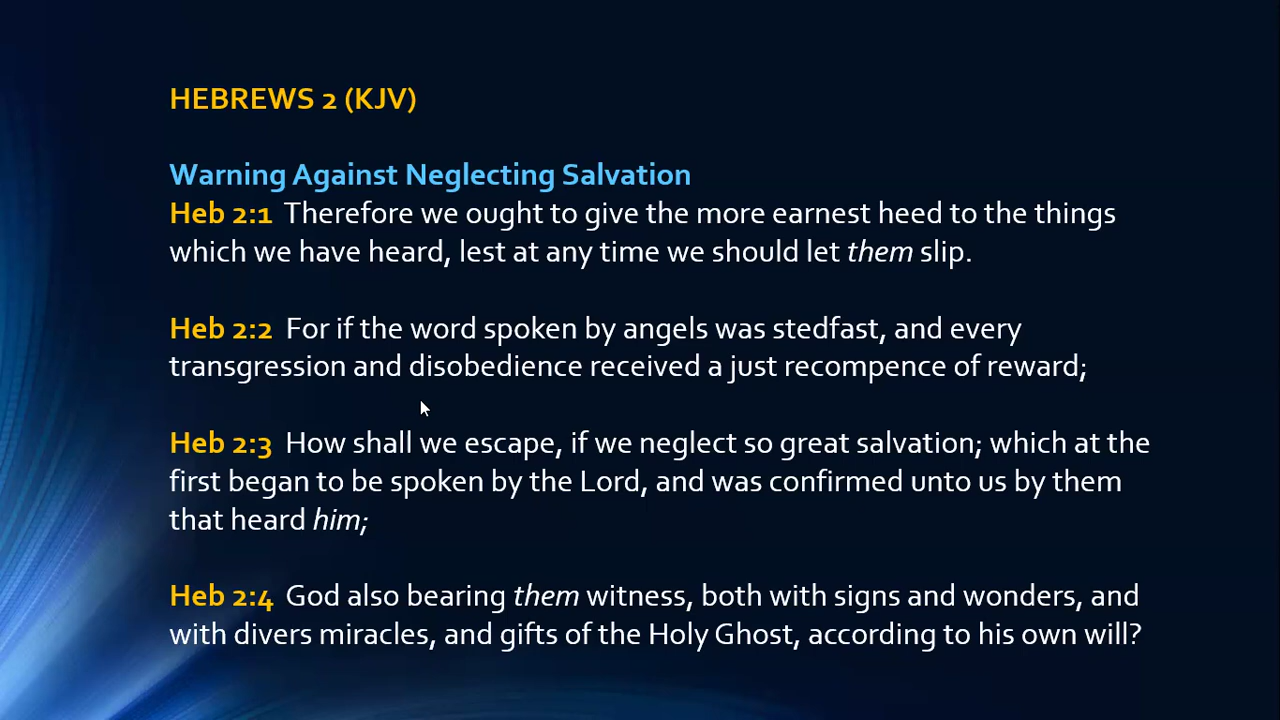 HEBREWS 2 (KJV)
Warning Against Neglecting Salvation
Heb 2:1 Therefore we ought to give the more earnest heed to the things
which we have heard, lest at any time we should let them slip.
Heb 2:2 For if the word spoken by angels was stedfast, and every
transgression and disobedience received a just recompence of reward;
Heb 2:3 How shall we escape, if we neglect so great salvation; which at the
first began to be spoken by the Lord, and was confirmed unto us by them
that heard him;
Heb 2:4 God also bearing them witness, both with signs and wonders, and
with divers miracles, and gifts of the Holy Ghost, according to his own will?